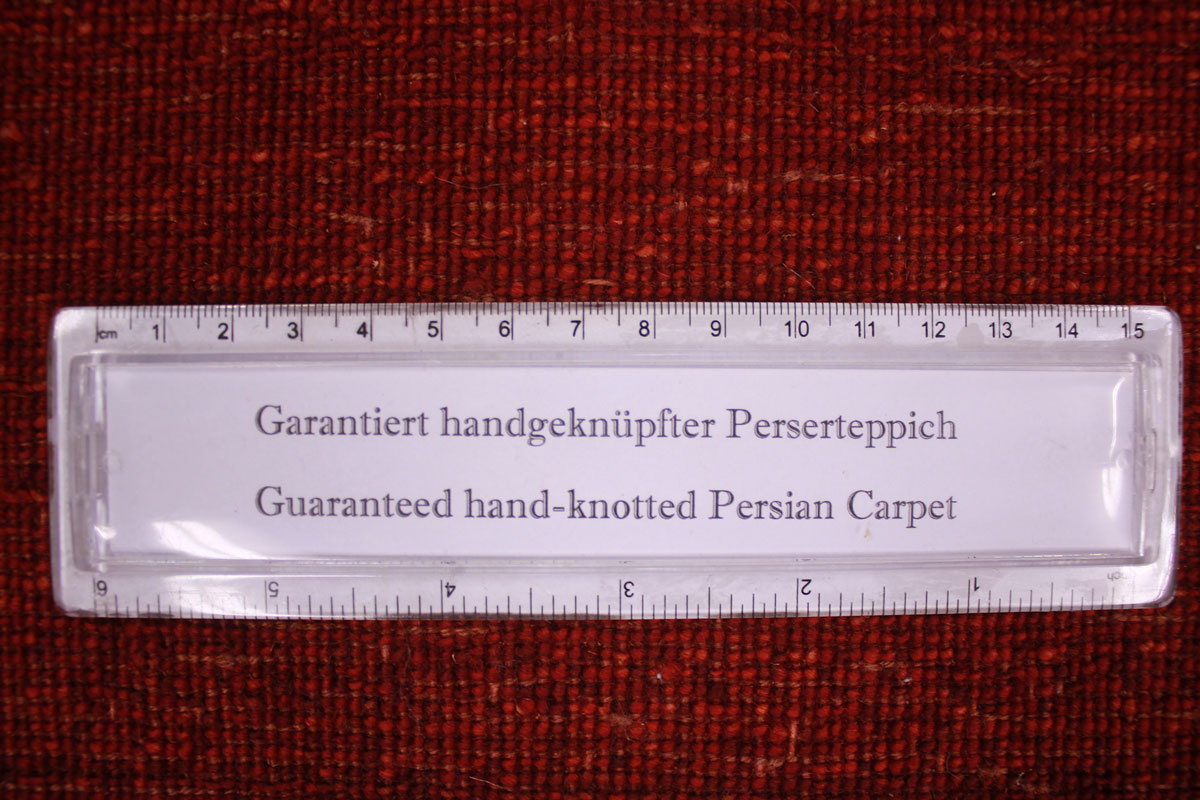 cm 1 2 3 4 5 6 7 8 9 10 11 12 13 14 15
Garantiert handgeknüpfter Perserteppich
Guaranteed hand-knotted Persian Carpet
6 5 4 3 2 1 inch